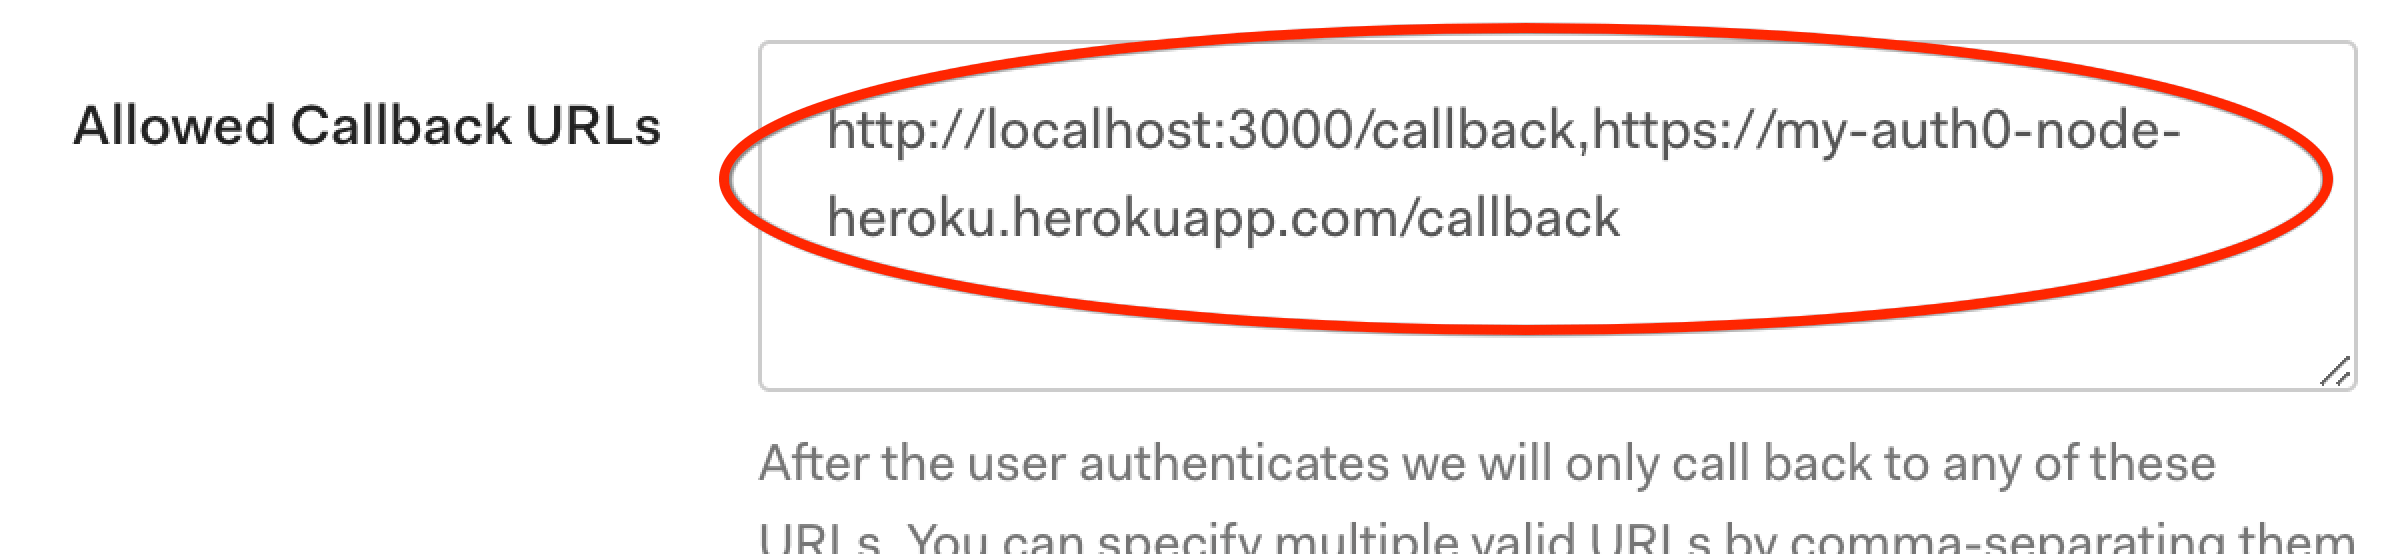 Allowed Callback URLs
http://localhost:3000/callback,https://my-auth0-node-
heroku.herokuapp.com/callback
After the user authenticates we will only call back to any of these
URLs. You can specify multiple valid URLs by comma-separating them